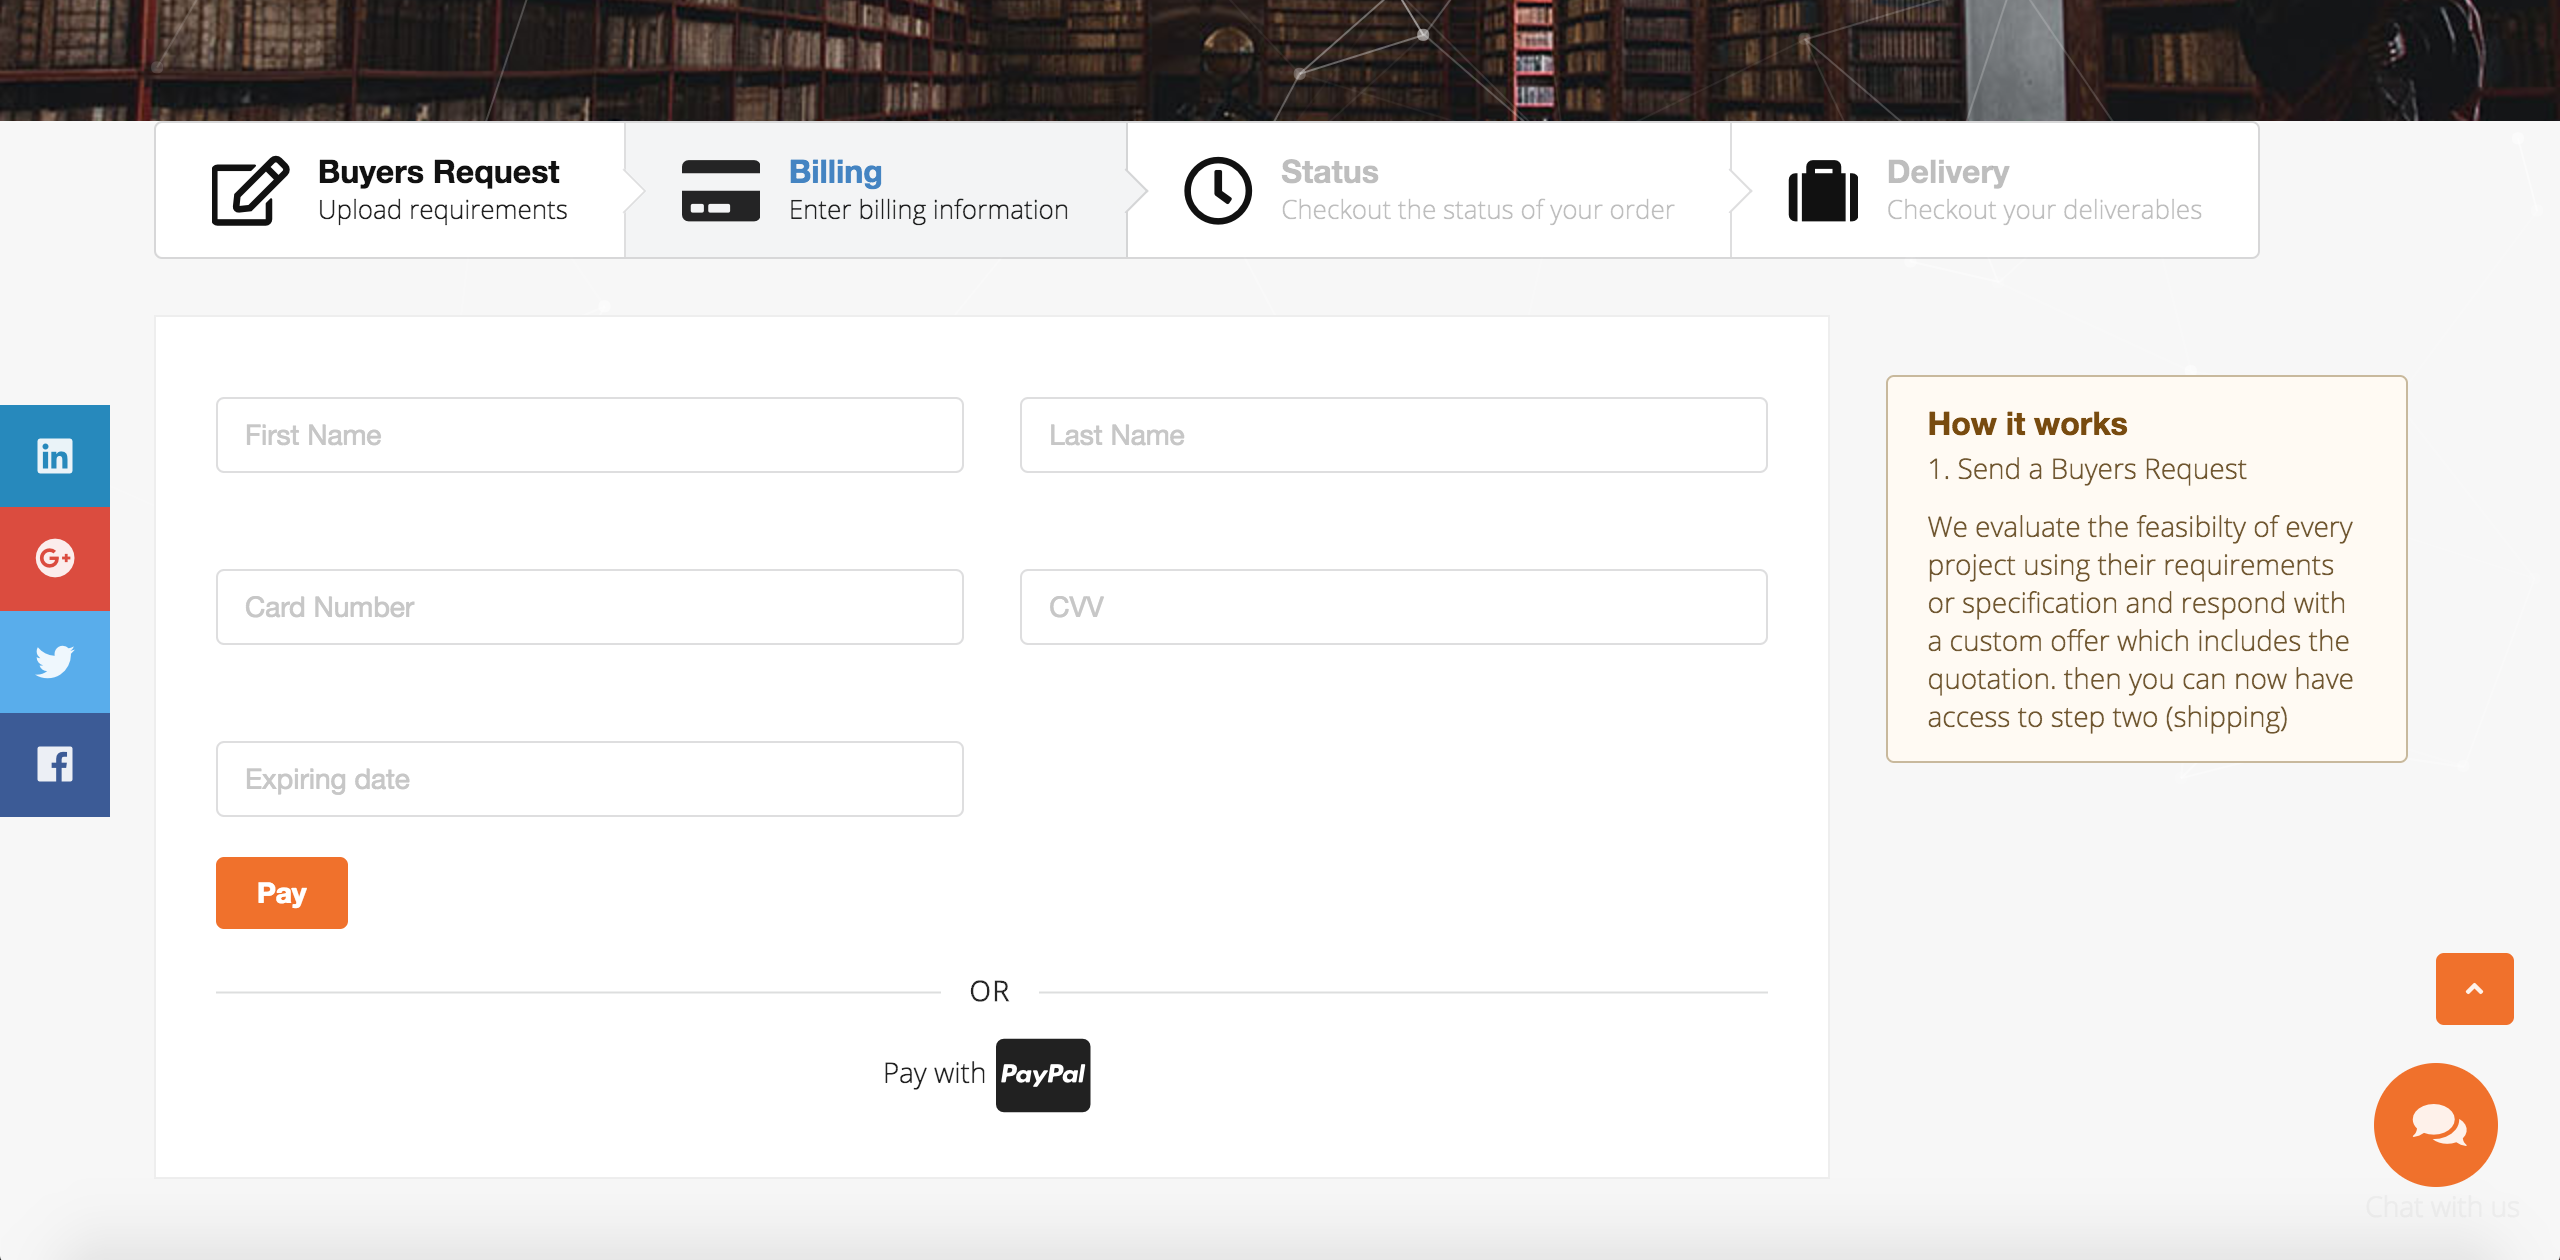 Buyers Request
Upload requirements
Billing
Enter billing information
Status
Checkout the status of your order
Delivery
Checkout your deliverables
First Name
Last Name
Card Number
CVV
Expiring date
Pay
OR
Pay with PayPal
How it works
1. Send a Buyers Request
We evaluate the feasibilty of every
project using their requirements
or specification and respond with
a custom offer which includes the
quotation. then you can now have
access to step two (shipping)
in
G+
f
Chat with us